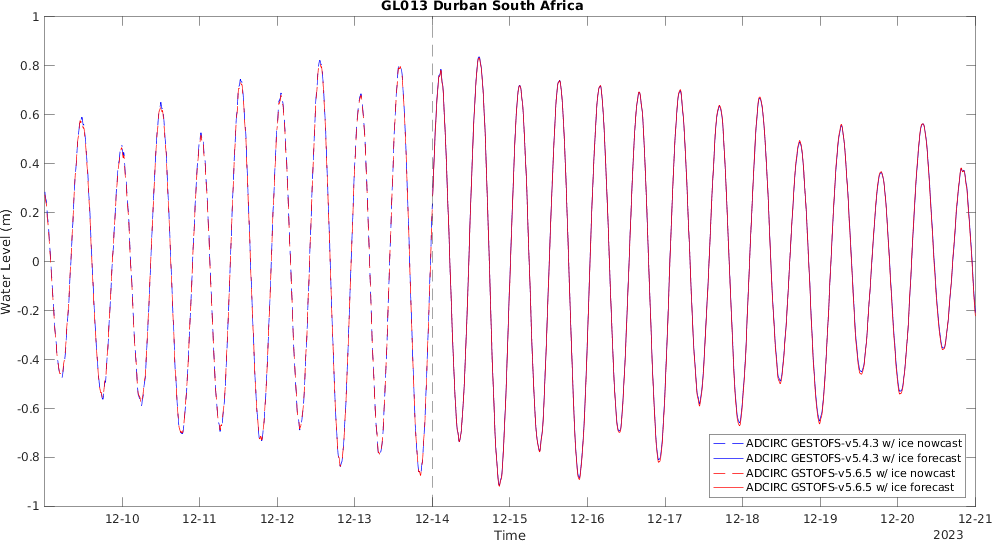 GL013 Durban South Africa
1
0.8
0.6
0.4
0.2
0
-0.2
-0.4
-0.6
-0.8
-1
Water Level (m)
ADCIRC GESTOFS-v5.4.3 w/ ice nowcast
ADCIRC GESTOFS-v5.4.3 w/ ice forecast
ADCIRC GSTOFS-v5.6.5 w/ ice nowcast
ADCIRC GSTOFS-v5.6.5 w/ ice forecast
12-10 12-11 12-12 12-13 12-14 12-15 12-16 12-17 12-18 12-19 12-20 12-21
Time
2023